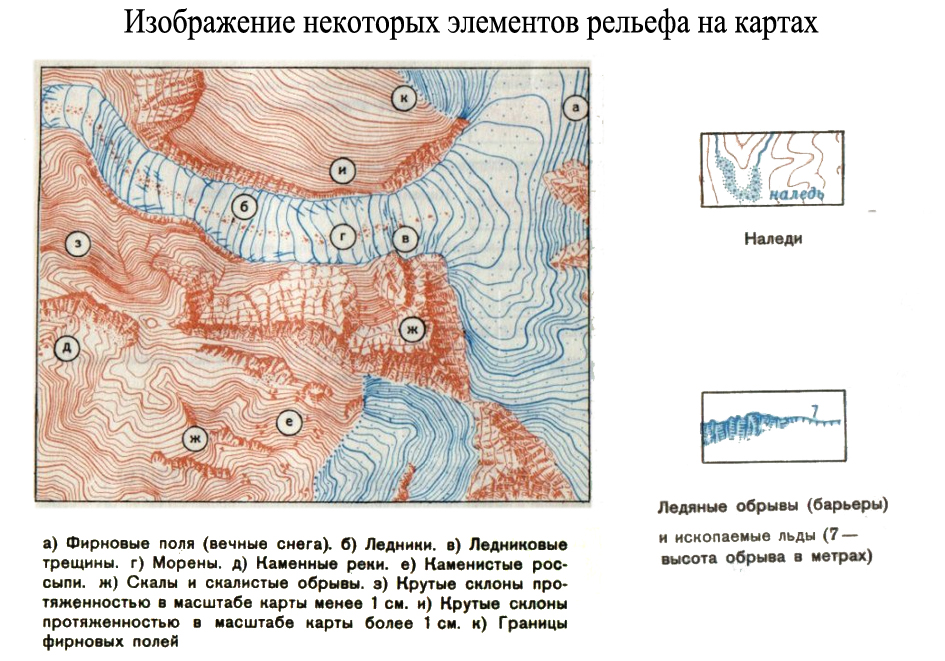 Изображение некоторых элементов рельефа на картах
к
а
и
б
г
в
з
ж
д
е
ж
наледь
Наледи
7
Ледяные обрывы (барьеры)
и ископаемые льды (7—
высота обрыва в метрах)
а) Фирновые поля (вечные снега). б) Ледники. в) Ледниковые
трещины. г) Морены. д) Каменные реки. е) Каменистые рос-
сыпи. ж) Скалы и скалистые обрывы. з) Крутые склоны про-
тяженностью в масштабе карты менее 1 см. и) Крутые склоны
протяженностью в масштабе карты более 1 см. к) Границы
фирновых полей